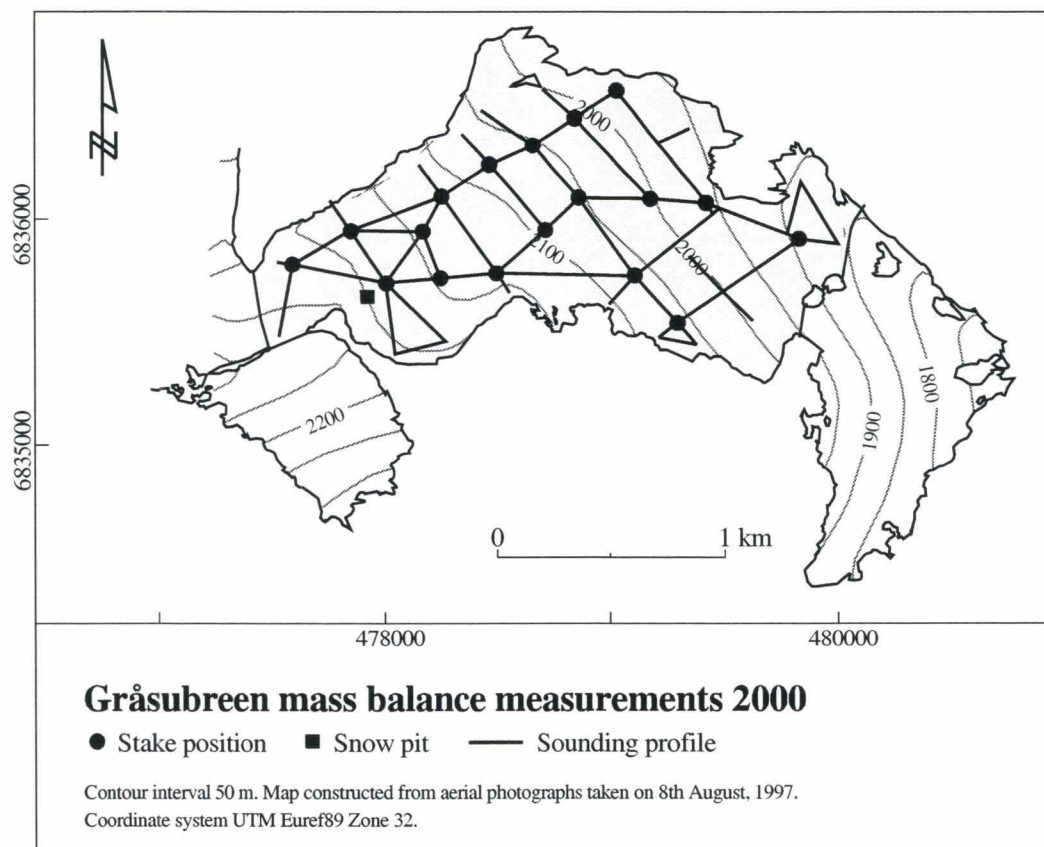 N
2000
6836000
2100
2000
1800
1900
2200
6835000
0 1 km
478000 480000
Gråsubreen mass balance measurements 2000
Stake position Snow pit Sounding profile
Contour interval 50 m. Map constructed from aerial photographs taken on 8th August, 1997.
Coordinate system UTM Euref89 Zone 32.